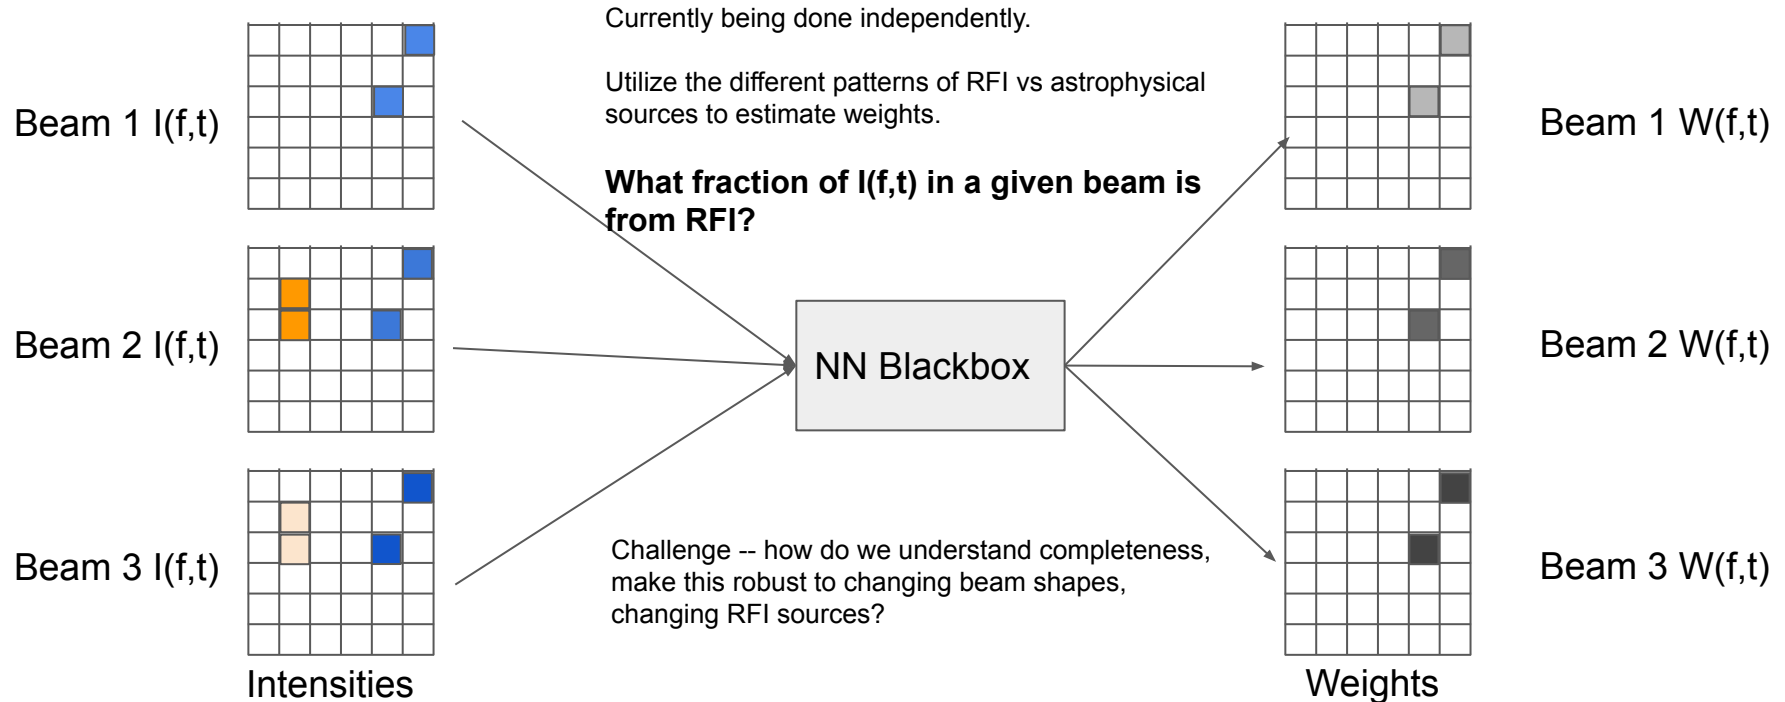 Currently being done independently.
Utilize the different patterns of RFI vs astrophysical
sources to estimate weights.
What fraction of I(f,t) in a given beam is
from RFI?
Beam 1 I(f,t)
Beam 1 W(f,t)
Beam 2 I(f,t)
NN Blackbox
Beam 2 W(f,t)
Beam 3 I(f,t)
Challenge -- how do we understand completeness,
make this robust to changing beam shapes,
changing RFI sources?
Beam 3 W(f,t)
Intensities
Weights